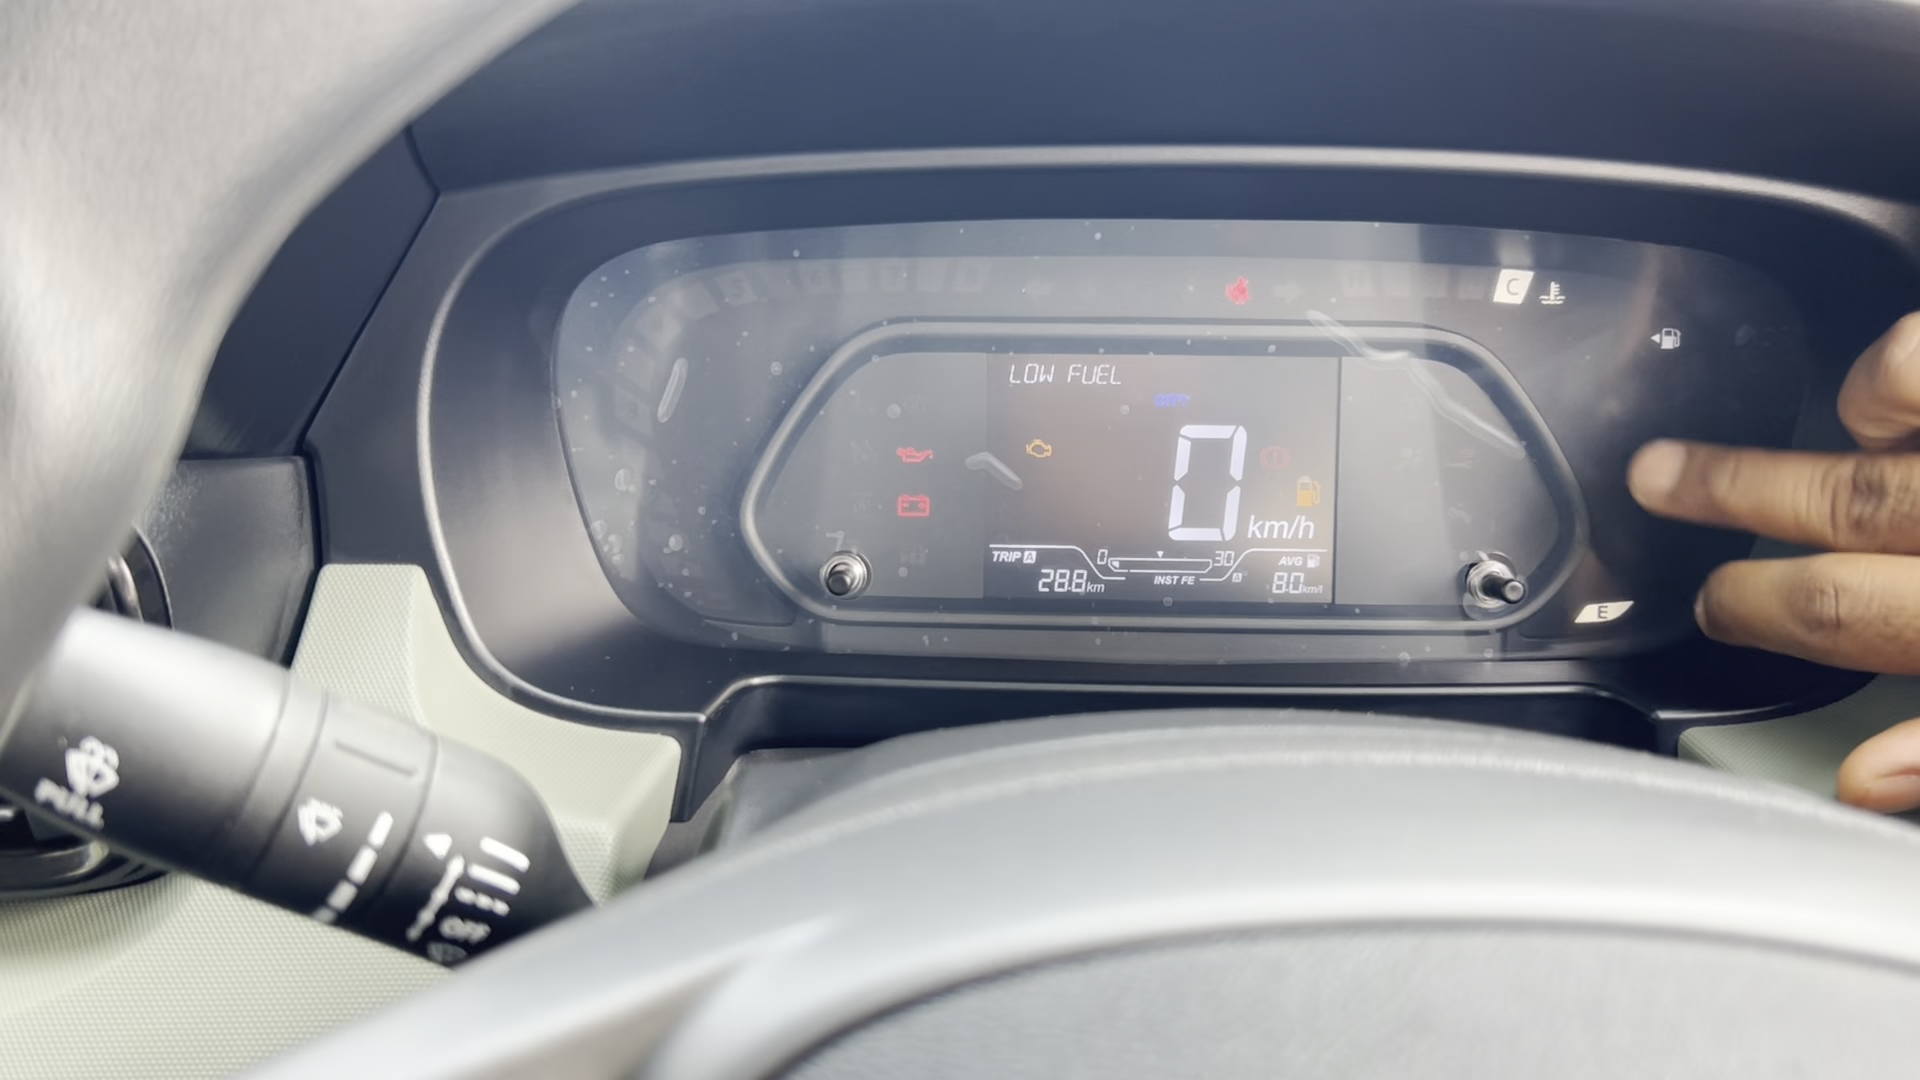 C
LOW FUEL
0
km/h
TRIP A
28.8 km
0
30
INST FE
A
AVG
8.0 km/l
E
PULL
OFF